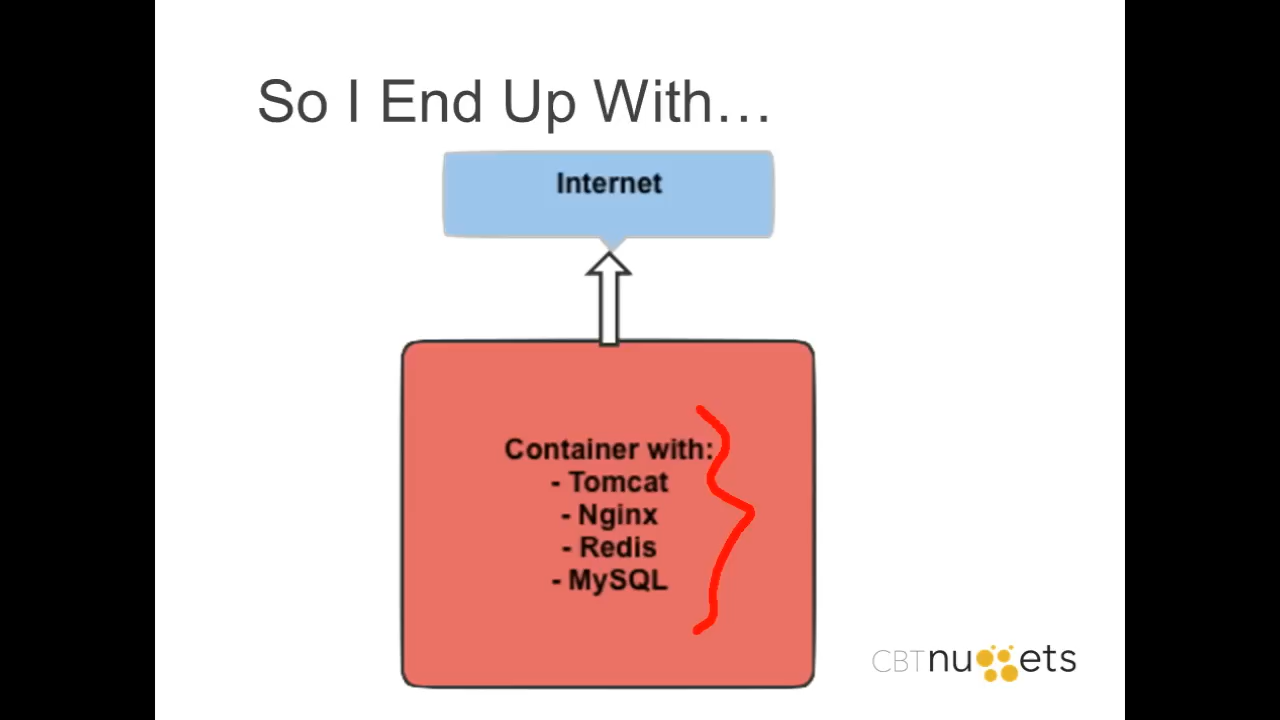 So I End Up With…
Internet
Container with:
- Tomcat
- Nginx
- Redis
- MySQL
CBTnuggets